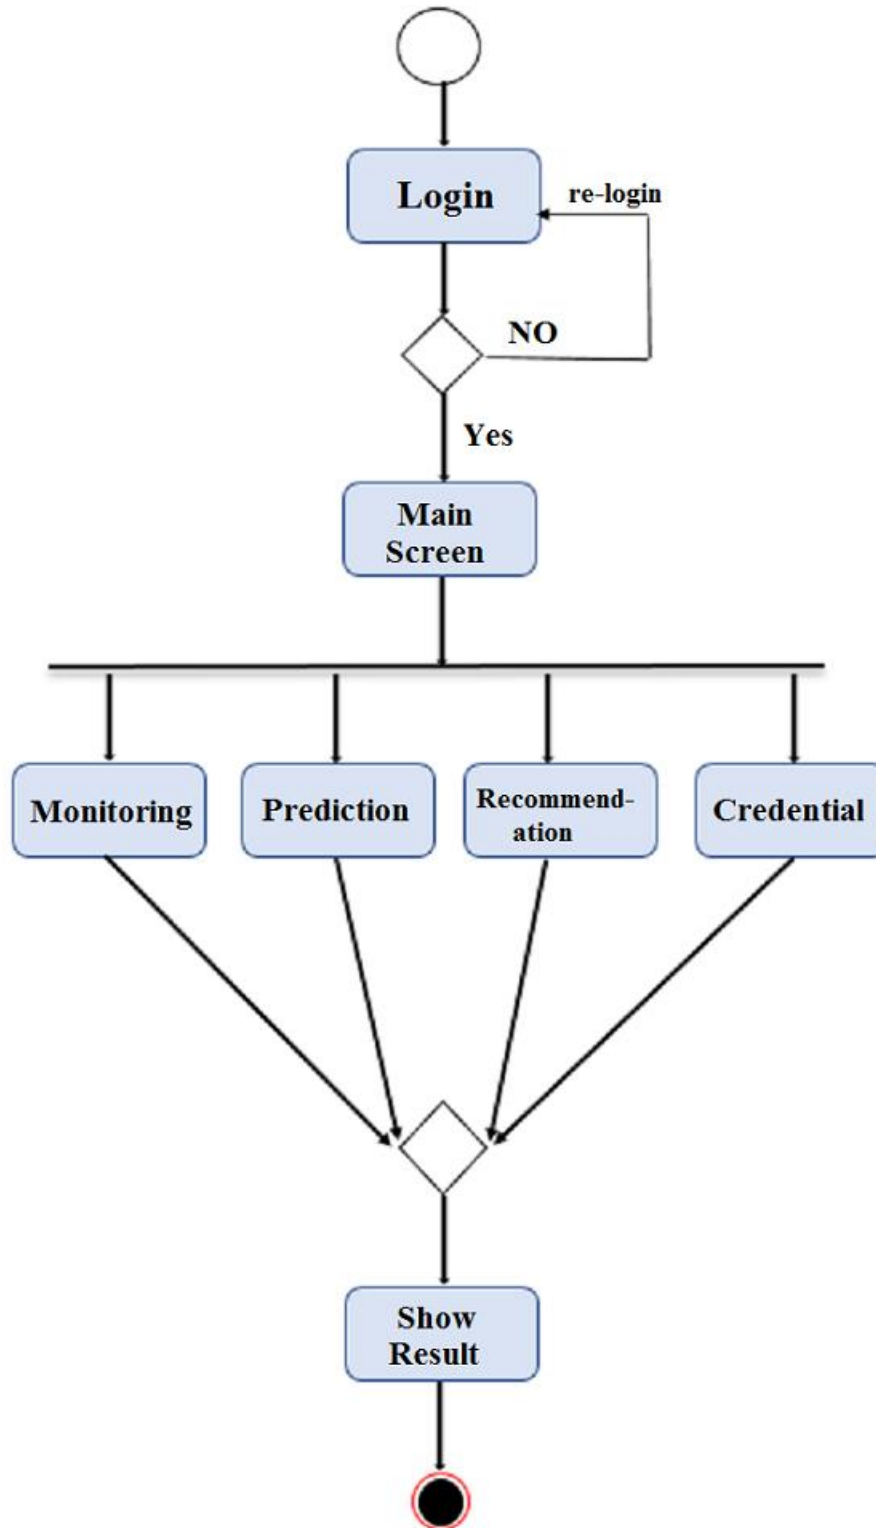 Login
re-login
NO
Yes
Main
Screen
Monitoring
Prediction
Recommend-
ation
Credential
Show
Result